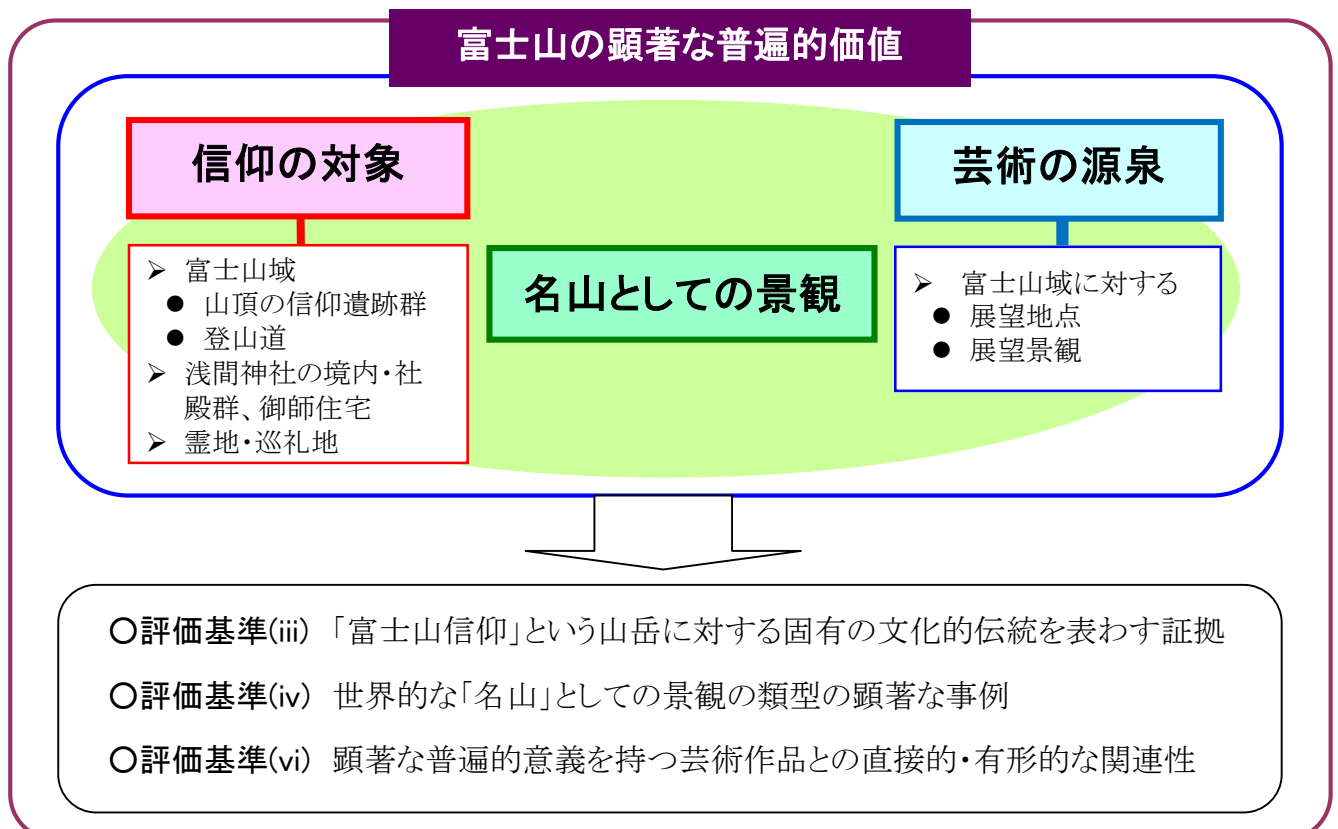 富士山の顕著な普遍的価値
信仰の対象
➢ 富士山域
● 山頂の信仰遺跡群
● 登山道
➢ 浅間神社の境内・社
殿群、御師住宅
➢ 霊地・巡礼地
名山としての景観
芸術の源泉
➢ 富士山域に対する
● 展望地点
● 展望景観
○評価基準(iii) 「富士山信仰」という山岳に対する固有の文化的伝統を表わす証拠
○評価基準(iv) 世界的な「名山」としての景観の類型の顕著な事例
○評価基準(vi) 顕著な普遍的意義を持つ芸術作品との直接的・有形的な関連性